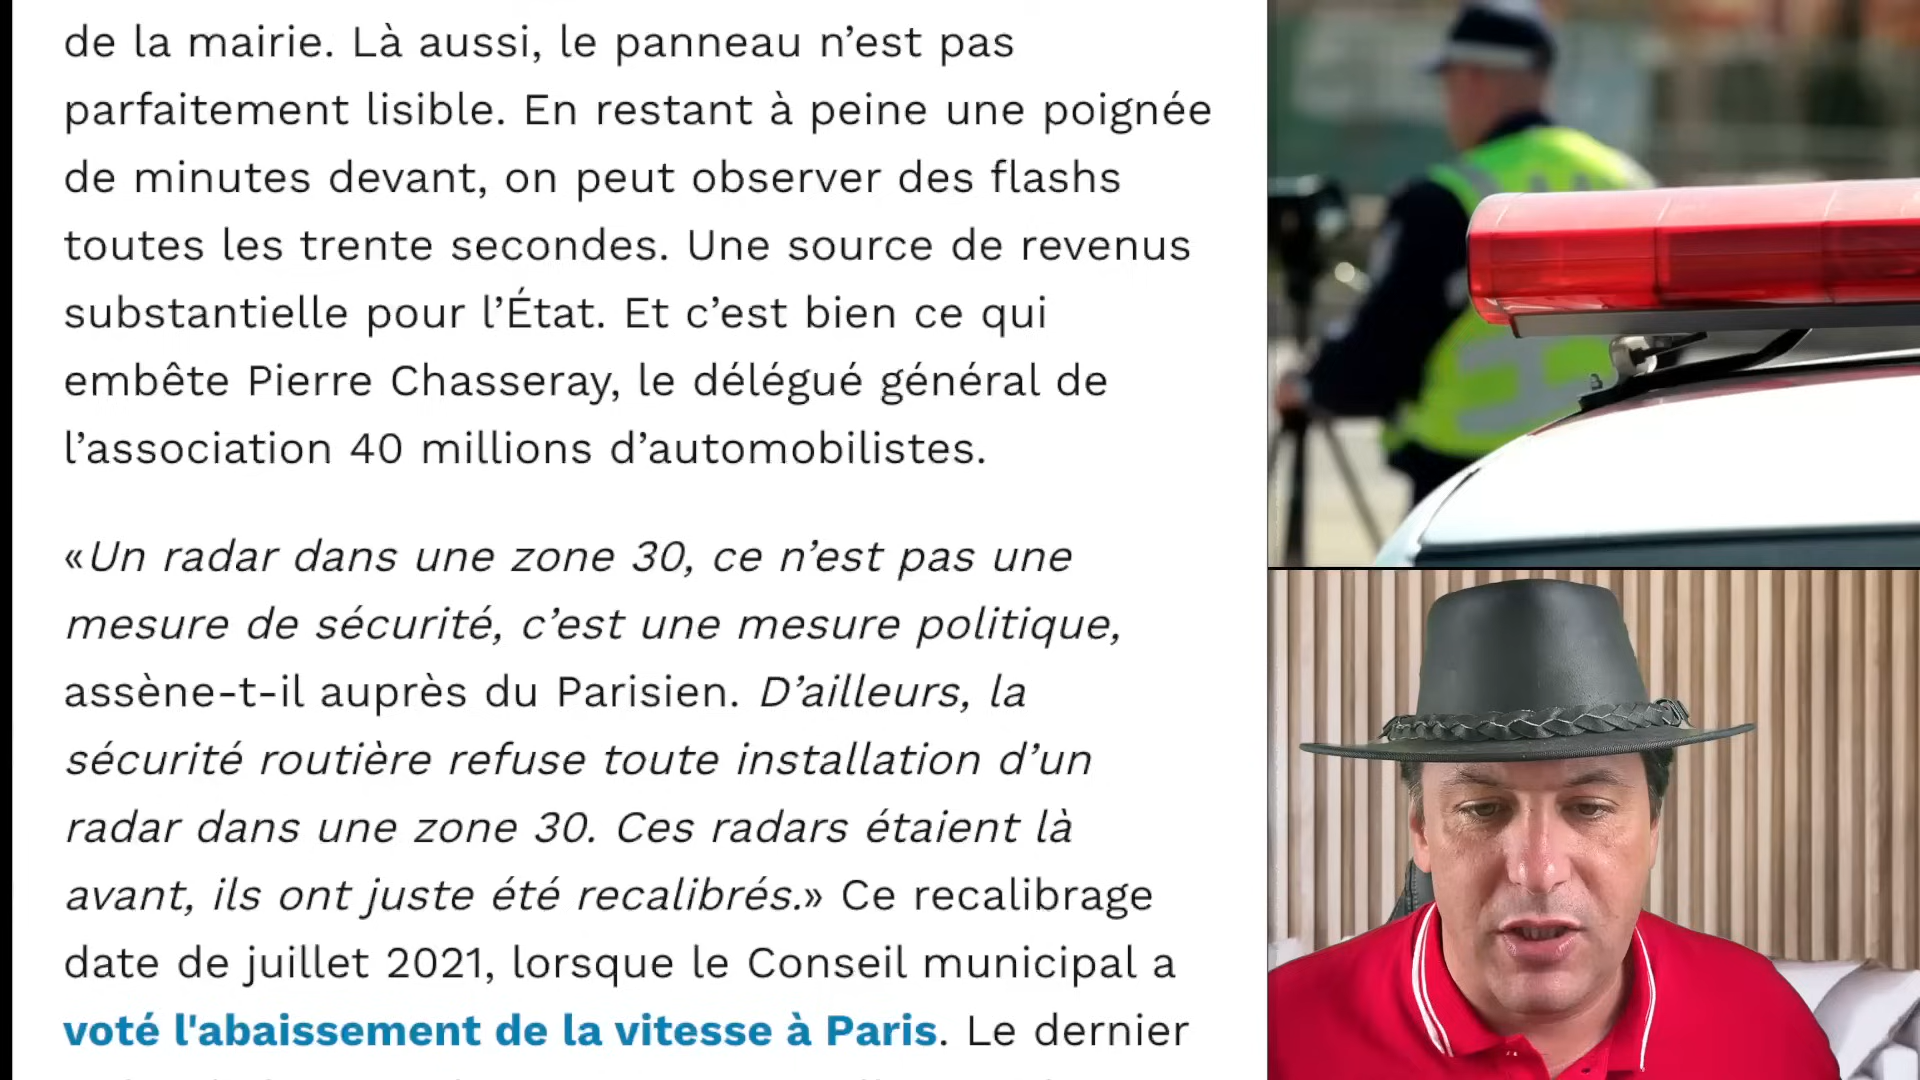 de la mairie. Là aussi, le panneau n’est pas
parfaitement lisible. En restant à peine une poignée
de minutes devant, on peut observer des flashs
toutes les trente secondes. Une source de revenus
substantielle pour l’État. Et c’est bien ce qui
embête Pierre Chasseray, le délégué général de
l’association 40 millions d’automobilistes.
«Un radar dans une zone 30, ce n’est pas une
mesure de sécurité, c’est une mesure politique,
assène-t-il auprès du Parisien. D’ailleurs, la
sécurité routière refuse toute installation d’un
radar dans une zone 30. Ces radars étaient là
avant, ils ont juste été recalibrés.» Ce recalibrage
date de juillet 2021, lorsque le Conseil municipal a
voté l'abaissement de la vitesse à Paris. Le dernier